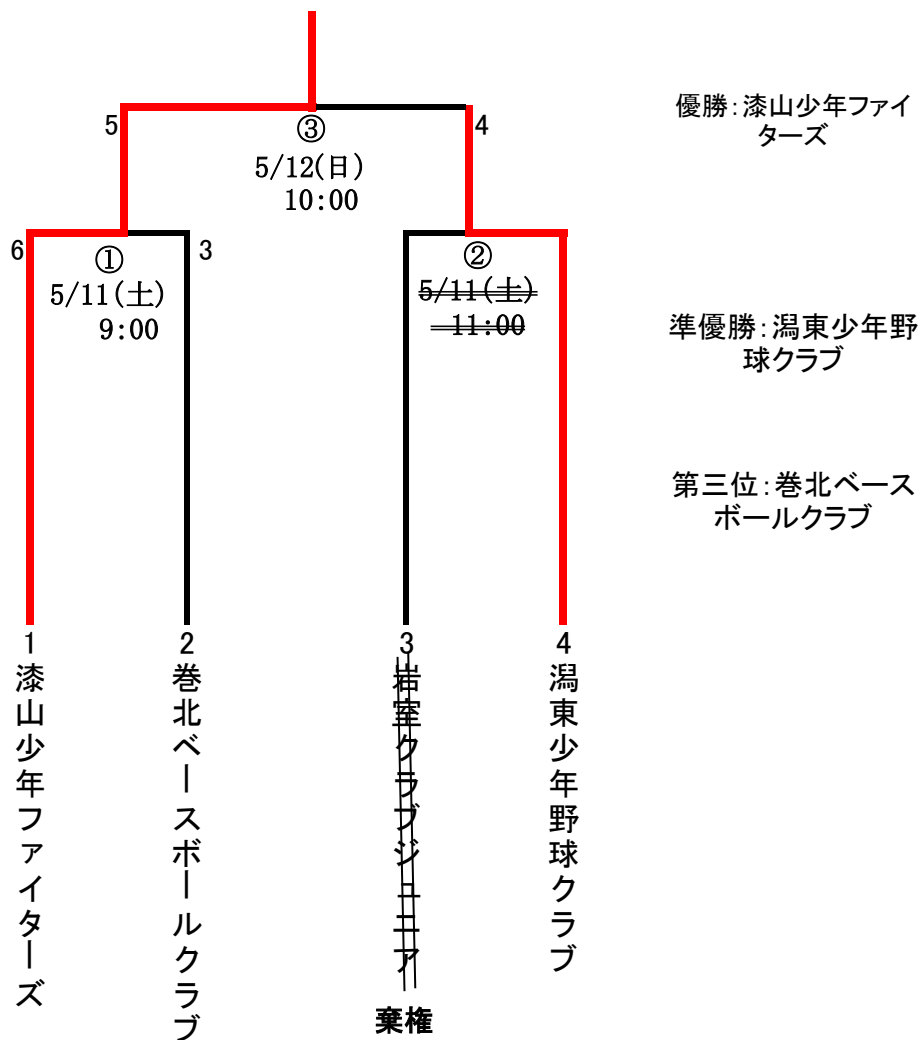 5
4
③
5/12(日)
10:00
6
3
①
5/11(土)
9:00
②
5/11(土)
11:00
優勝:漆山少年ファイ
ターズ
準優勝:潟東少年野
球クラブ
第三位:巻北ベース
ボールクラブ
1
漆山少年ファイターズ
2
巻北ベースボールクラブ
3
岩室クラブジュニア
棄権
4
潟東少年野球クラブ